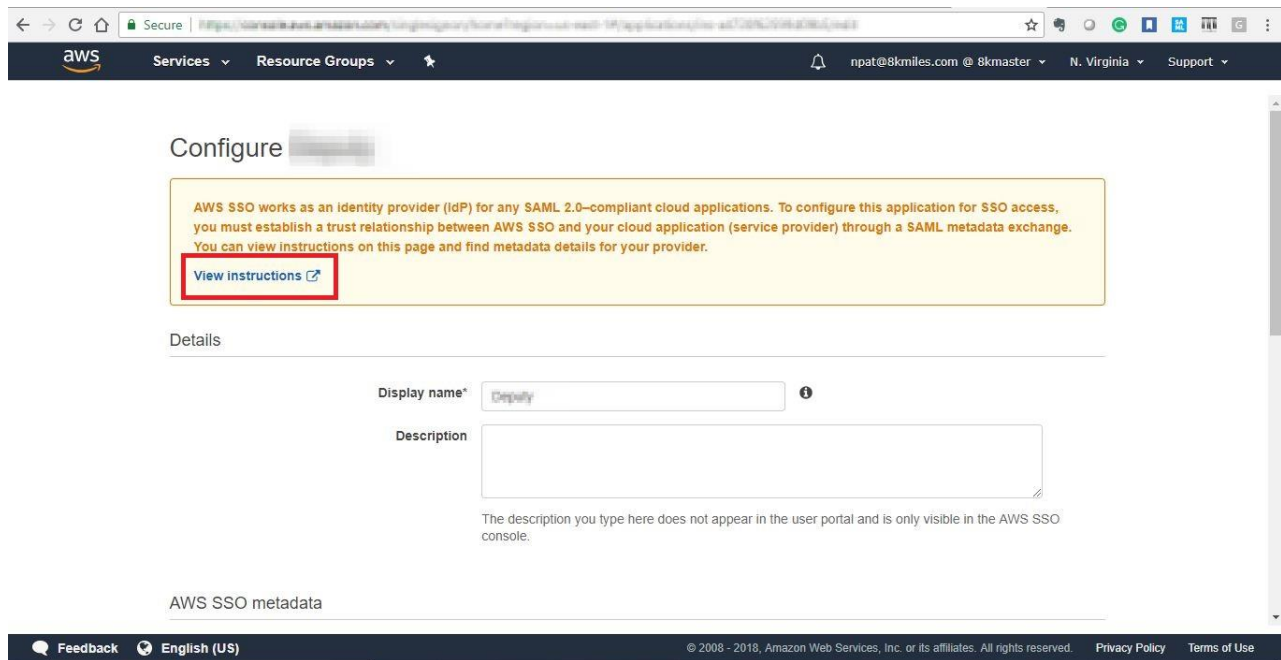 Secure
aws
Services
Resource Groups
npat@8kmiles.com @ 8kmaster
N. Virginia
Support
Configure
AWS SSO works as an identity provider (IdP) for any SAML 2.0–compliant cloud applications. To configure this application for SSO access,
you must establish a trust relationship between AWS SSO and your cloud application (service provider) through a SAML metadata exchange.
You can view instructions on this page and find metadata details for your provider.
View instructions
Details
Display name*
Description
The description you type here does not appear in the user portal and is only visible in the AWS SSO
console.
AWS SSO metadata
Feedback
English (US)
© 2008 - 2018, Amazon Web Services, Inc. or its affiliates. All rights reserved.
Privacy Policy
Terms of Use